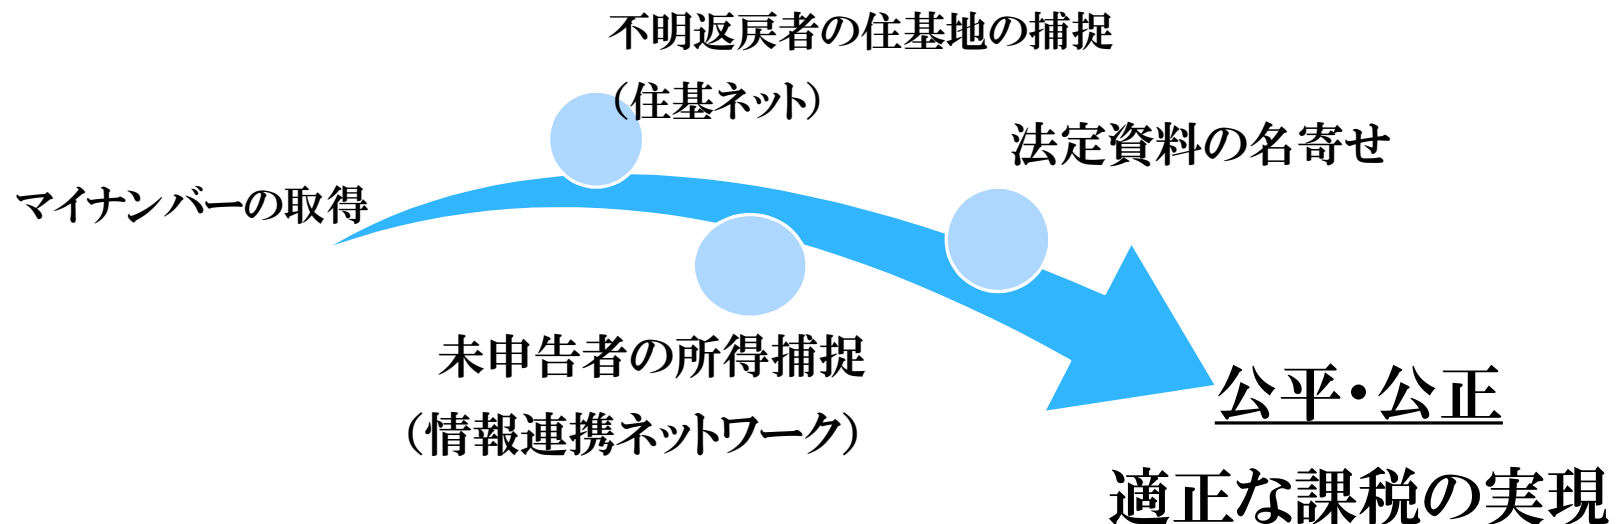 マイナンバーの取得
不明返戻者の住基地の捕捉
（住基ネット）
未申告者の所得捕捉
（情報連携ネットワーク）
法定資料の名寄せ
公平・公正
適正な課税の実現